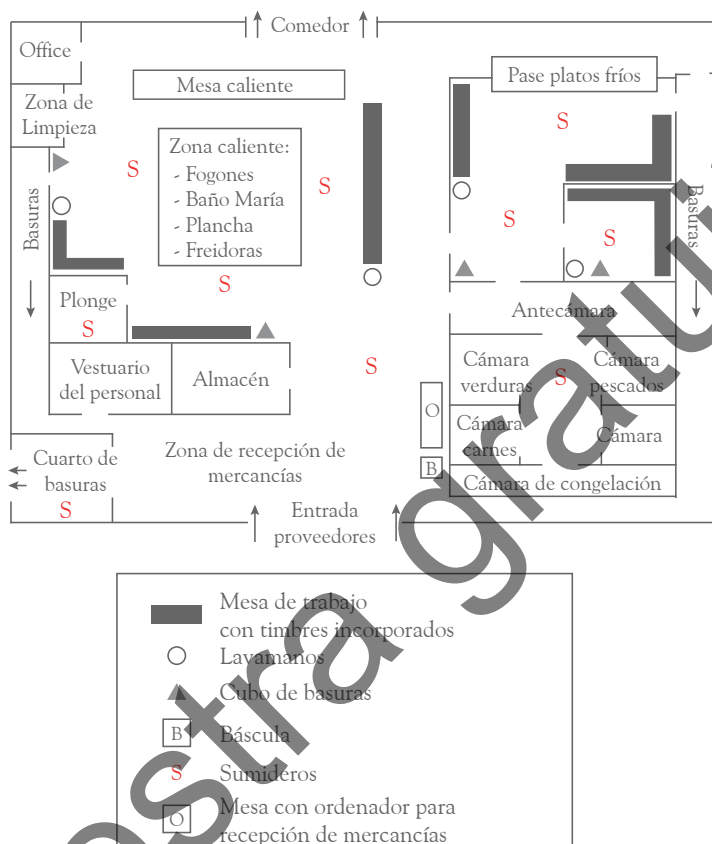 Comedor
Office
Mesa caliente
Pase platos fríos
Zona de
Limpieza
S
Zona caliente:
- Fogones
- Baño María
- Plancha
- Freidoras
S
S
Basuras
Basuras
S
S
S
Plonge
S
Antecámara
Vestuario
del personal
Almacén
S
Cámara
verduras
S
Cámara
pescados
O
Cámara
carnes
Cámara
Cuarto de
basuras
S
Zona de recepción de
mercancías
B
Cámara de congelación
Entrada
proveedores
Mesa de trabajo
con timbres incorporados
Lavamanos
Cubo de basuras
B Báscula
S Sumideros
O Mesa con ordenador para
recepción de mercancías
stra gratu